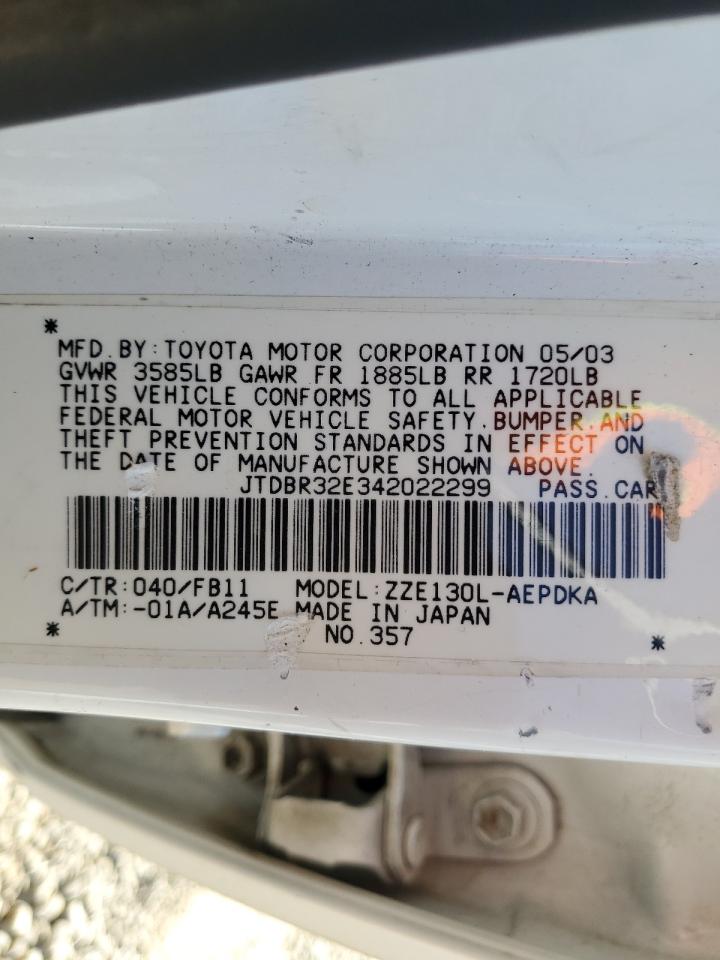 *
MFD.BY:TOYOTA MOTOR CORPORATION 05/03
GVWR 3585LB GAWR FR 1885LB RR 1720LB
THIS VEHICLE CONFORMS TO ALL APPLICABLE
FEDERAL MOTOR VEHICLE SAFETY.BUMPER.AND
THEFT PREVENTION STANDARDS IN EFFECT ON
THE DATE OF MANUFACTURE SHOWN ABOVE.
JTDBR32E342022299 PASS.CAR
C/TR:040/FB11 MODEL:ZZE130L-AEPDKA
A/TM:-01A/A245E MADE IN JAPAN
* NO.357 *